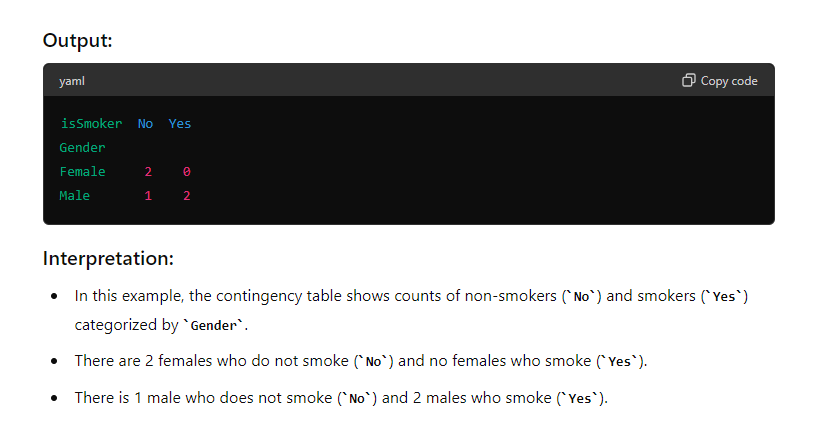 Output:
yaml Copy code
isSmoker  No  Yes
Gender
Female     2    0
Male       1    2
Interpretation:
• In this example, the contingency table shows counts of non-smokers (`No`) and smokers (`Yes`)
categorized by `Gender`.
• There are 2 females who do not smoke (`No`) and no females who smoke (`Yes`).
• There is 1 male who does not smoke (`No`) and 2 males who smoke (`Yes`).